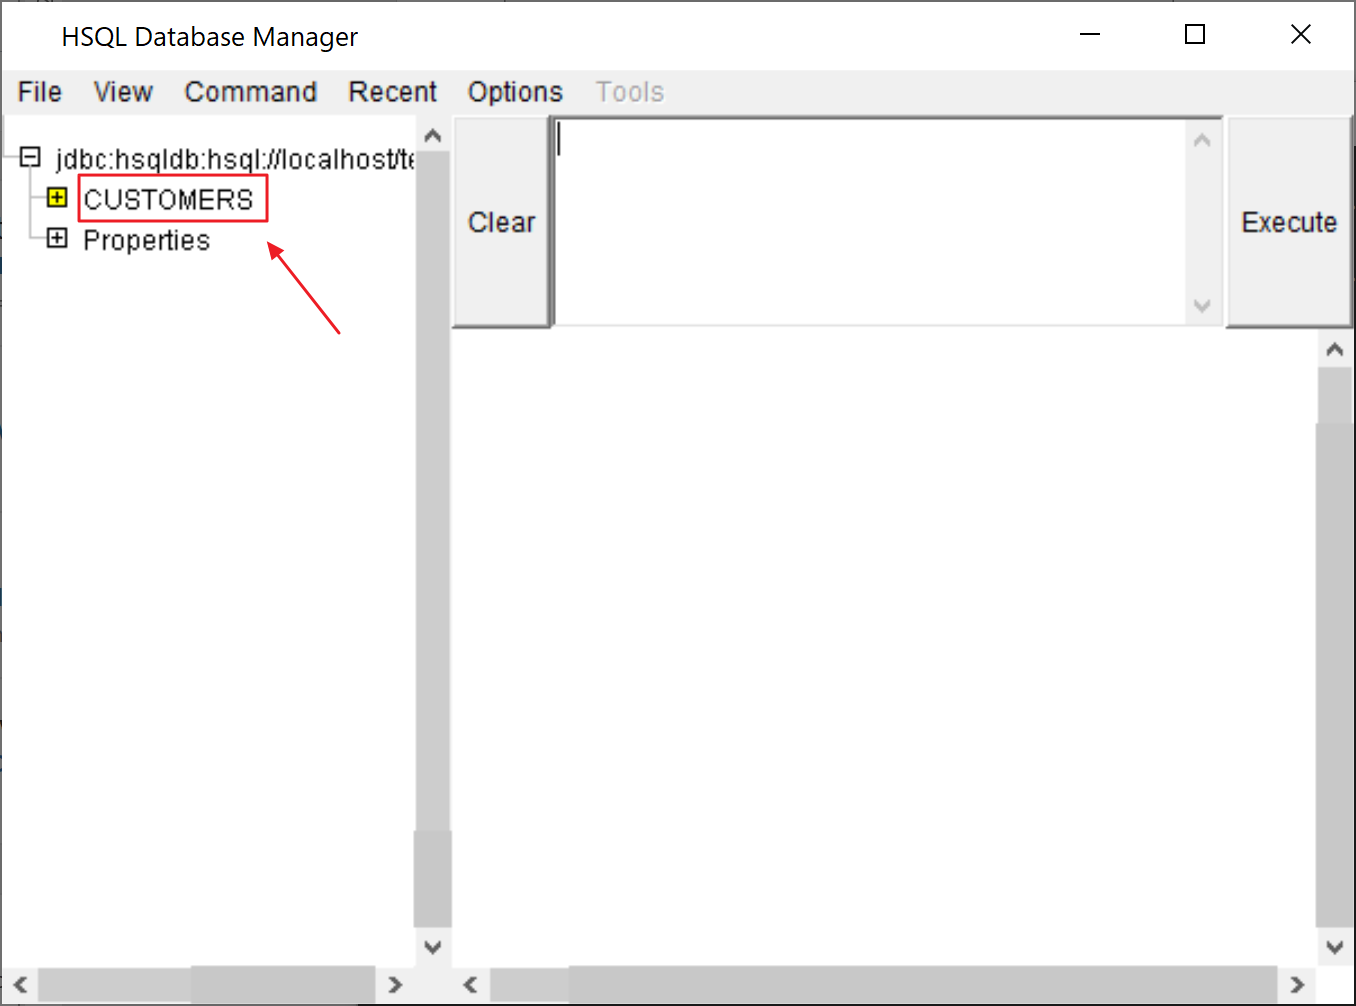 HSQL Database Manager
File View Command Recent Options Tools
jdbc:hsqldb:hsql://localhost/te
CUSTOMERS
Properties
Clear
Execute